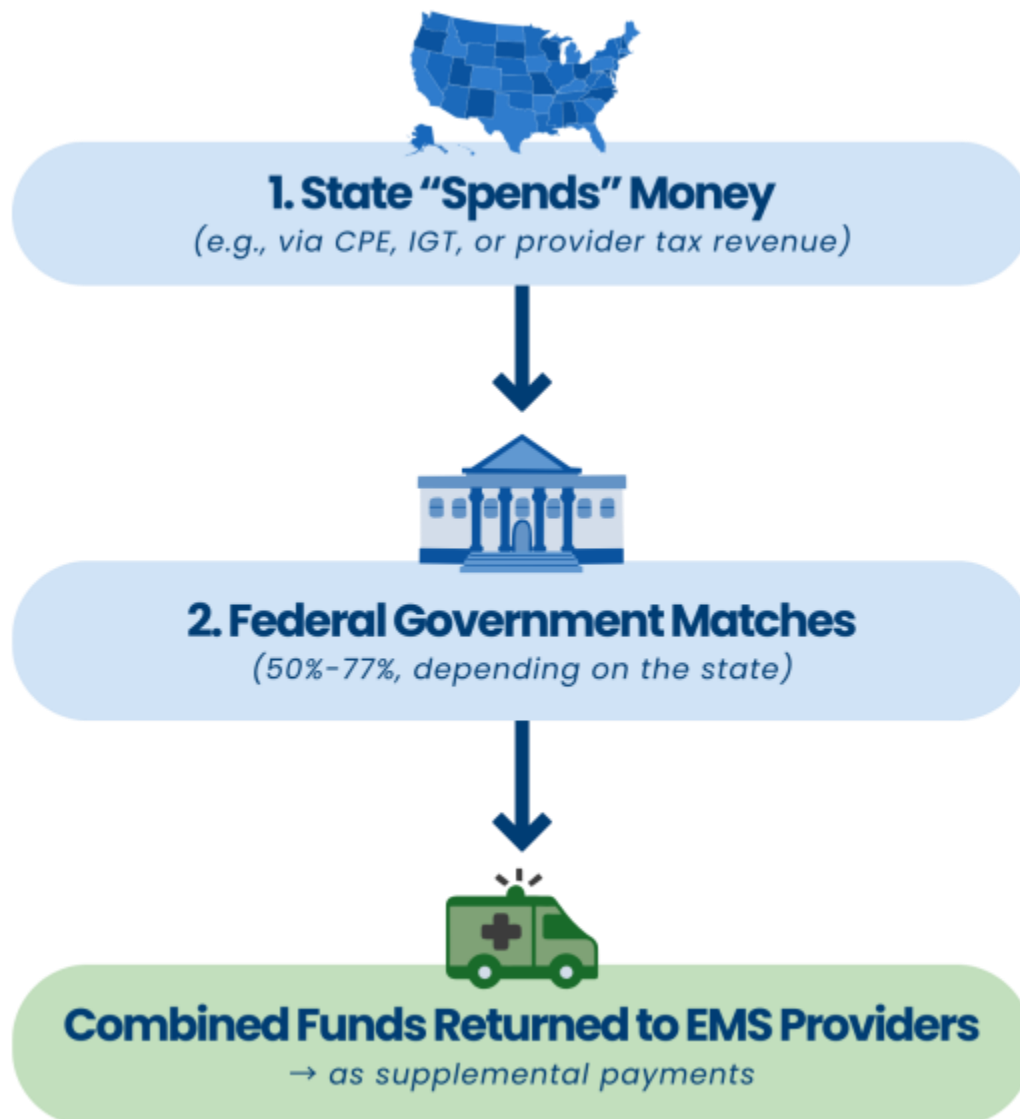 1. State “Spends” Money
(e.g., via CPE, IGT, or provider tax revenue)
2. Federal Government Matches
(50%-77%, depending on the state)
Combined Funds Returned to EMS Providers
→ as supplemental payments